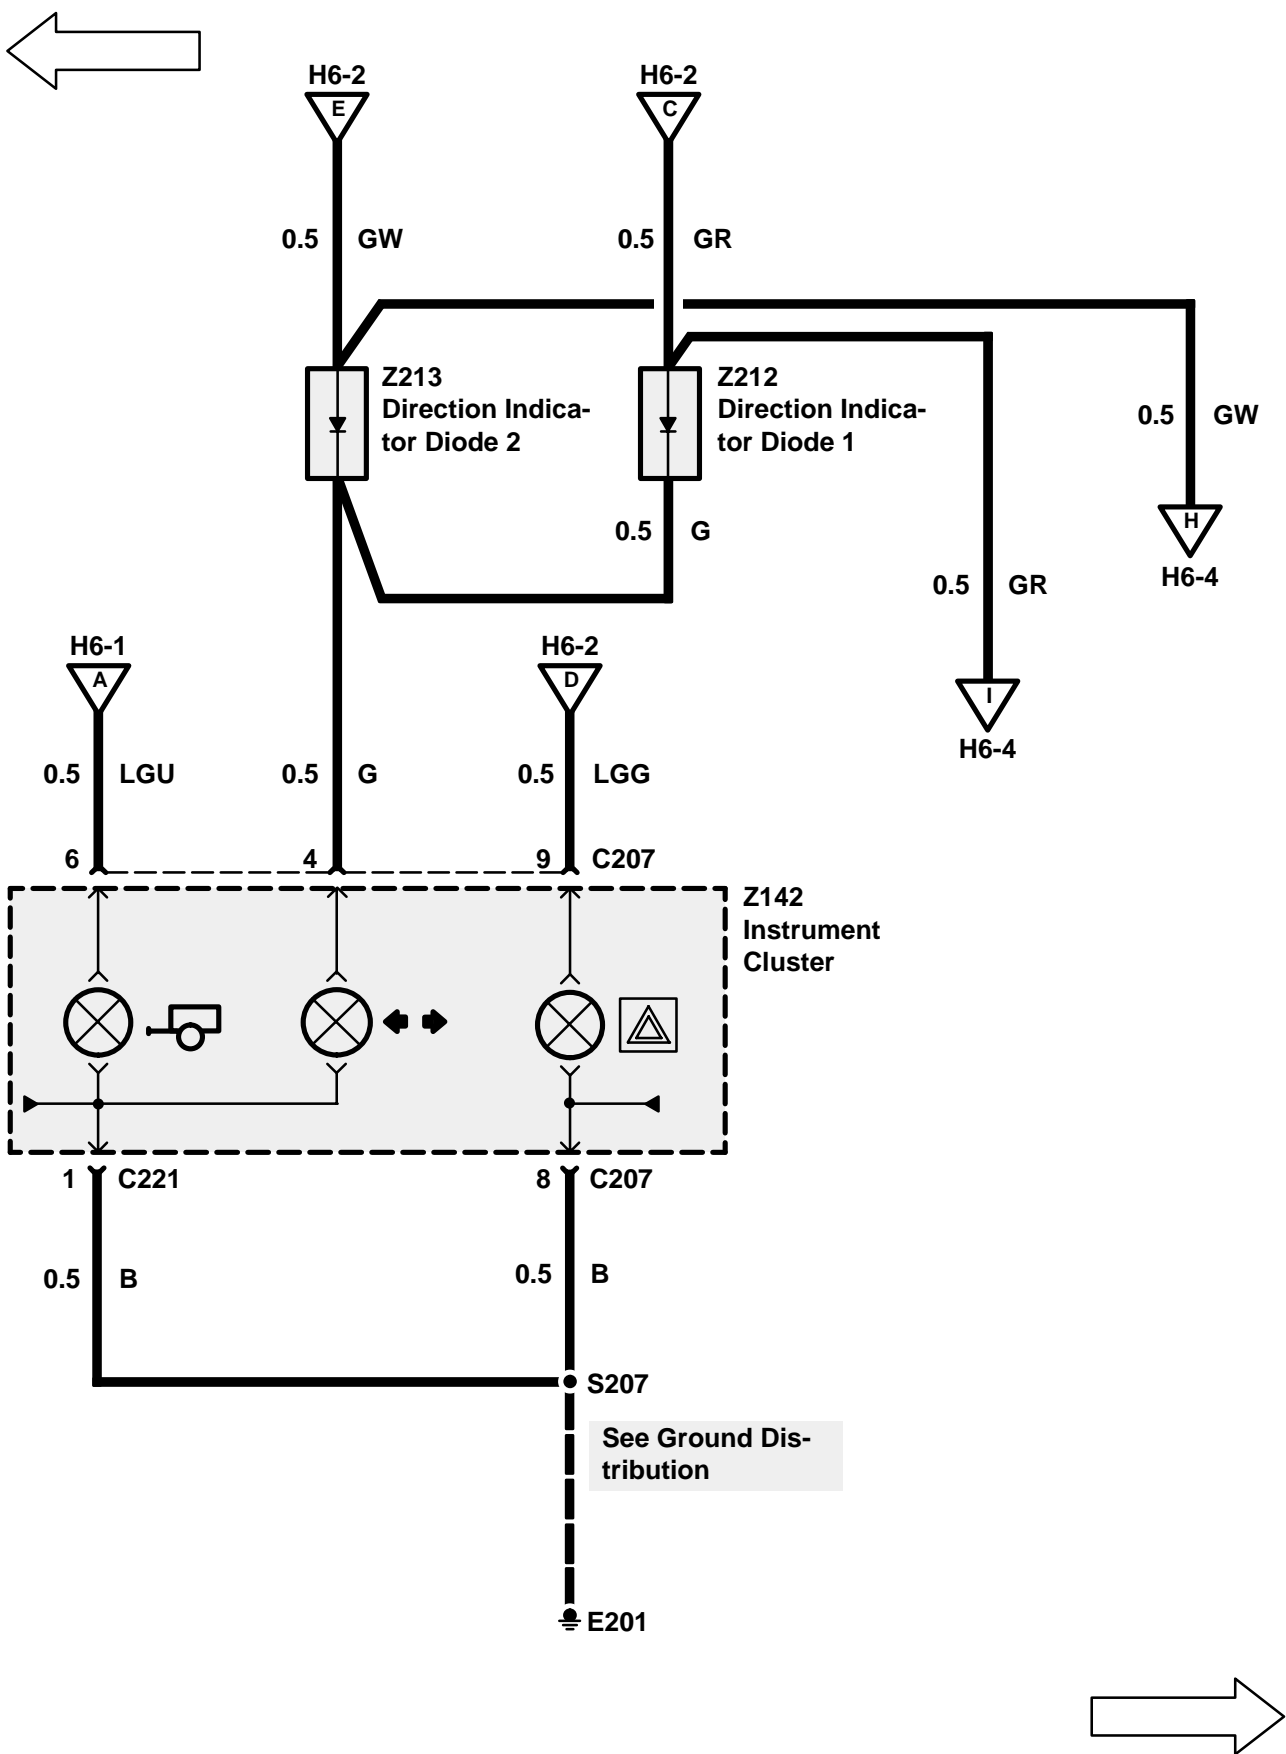 H6-2
H6-2
E
C
0.5 GW
0.5 GR
Z213
Direction Indica-
tor Diode 2
Z212
Direction Indica-
tor Diode 1
0.5 GW
H
H6-4
0.5 G
0.5 GR
I
H6-4
H6-1
A
H6-2
D
0.5 LGU
0.5 G
0.5 LGG
6
4
9 C207
Z142
Instrument
Cluster
1 C221
8 C207
0.5 B
0.5 B
S207
See Ground Dis-
tribution
E201